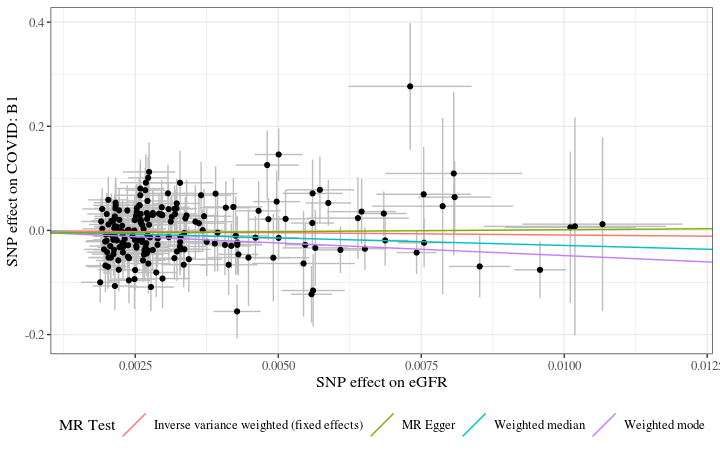 0.4
0.2
0.0
-0.2
SNP effect on COVID: B1
0.0025 0.0050 0.0075 0.0100
SNP effect on eGFR
MR Test Inverse variance weighted (fixed effects) MR Egger Weighted median Weighted mode